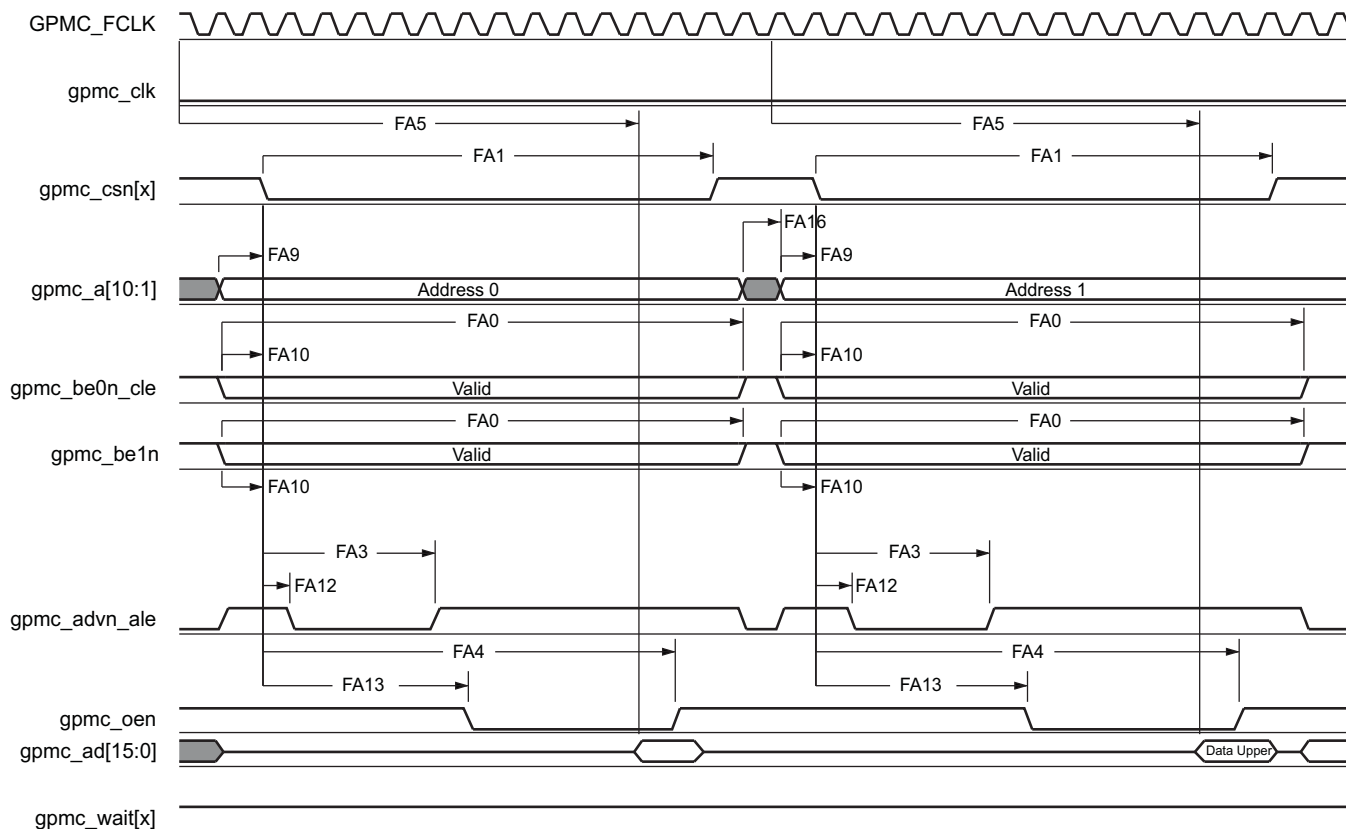 GPMC_FCLK
gpmc_clk
FA5 FA5
FA1 FA1
gpmc_csn[x]
FA16
FA9 FA9
gpmc_a[10:1] Address 0 Address 1
FA0 FA0
FA10 FA10
gpmc_be0n_cle Valid Valid
FA0 FA0
gpmc_be1n Valid Valid
FA10 FA10
FA3 FA3
FA12 FA12
gpmc_advn_ale
FA4 FA4
FA13 FA13
gpmc_oen
gpmc_ad[15:0] Data Upper
gpmc_wait[x]